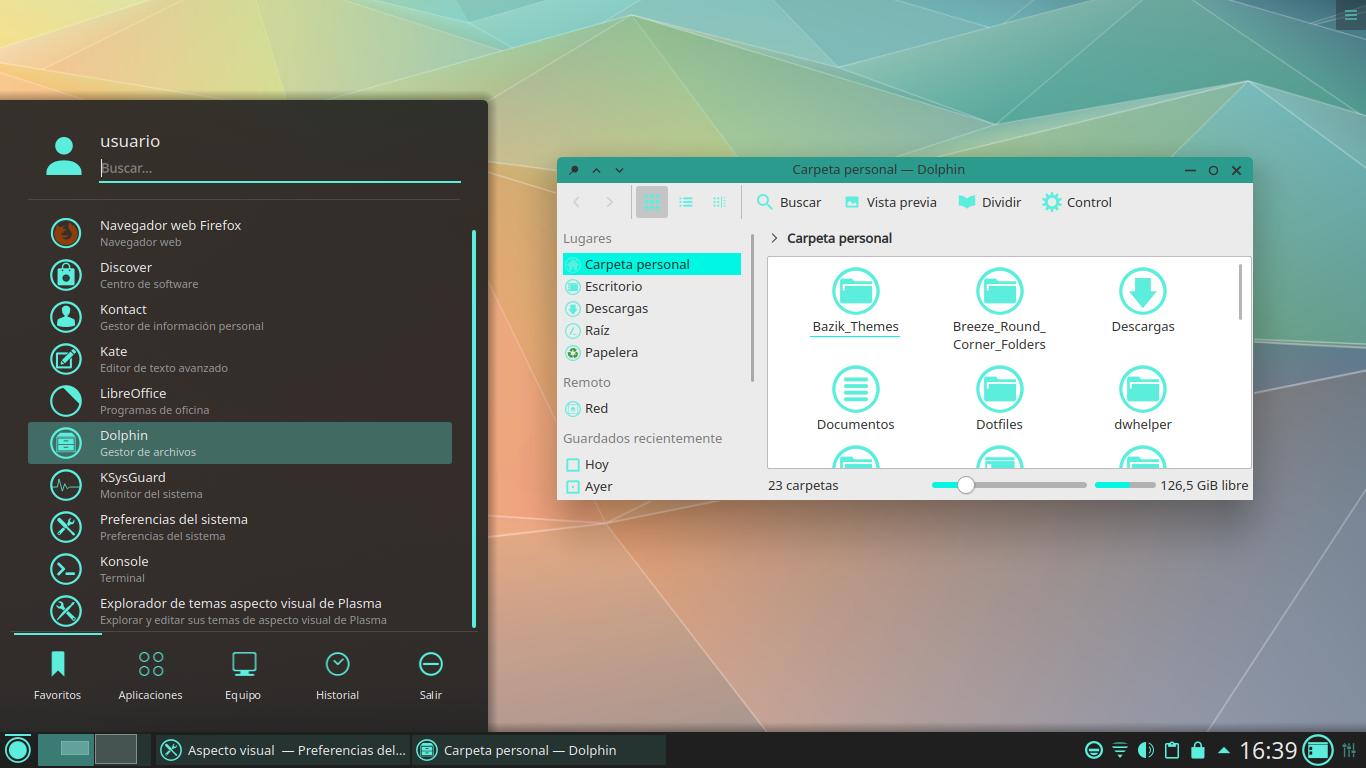 usuario
Buscar...
Navegador web Firefox
Navegador web
Discover
Centro de software
Kontact
Gestor de información personal
Kate
Editor de texto avanzado
LibreOffice
Programas de oficina
Dolphin
Gestor de archivos
KSysGuard
Monitor del sistema
Preferencias del sistema
Preferencias del sistema
Konsole
Terminal
Explorador de temas aspecto visual de Plasma
Explorar y editar sus temas de aspecto visual de Plasma
Favoritos
Aplicaciones
Equipo
Historial
Salir
Carpeta personal — Dolphin
Buscar
Vista previa
Dividir
Control
Lugares
Carpeta personal
Escritorio
Descargas
Raíz
Papelera
Remoto
Red
Guardados recientemente
Hoy
Ayer
Carpeta personal
Bazik_Themes
Breeze_Round_
Corner_Folders
Descargas
Documentos
Dotfiles
dwhelper
23 carpetas
126,5 GiB libre
Aspecto visual — Preferencias del...
Carpeta personal — Dolphin
16:39